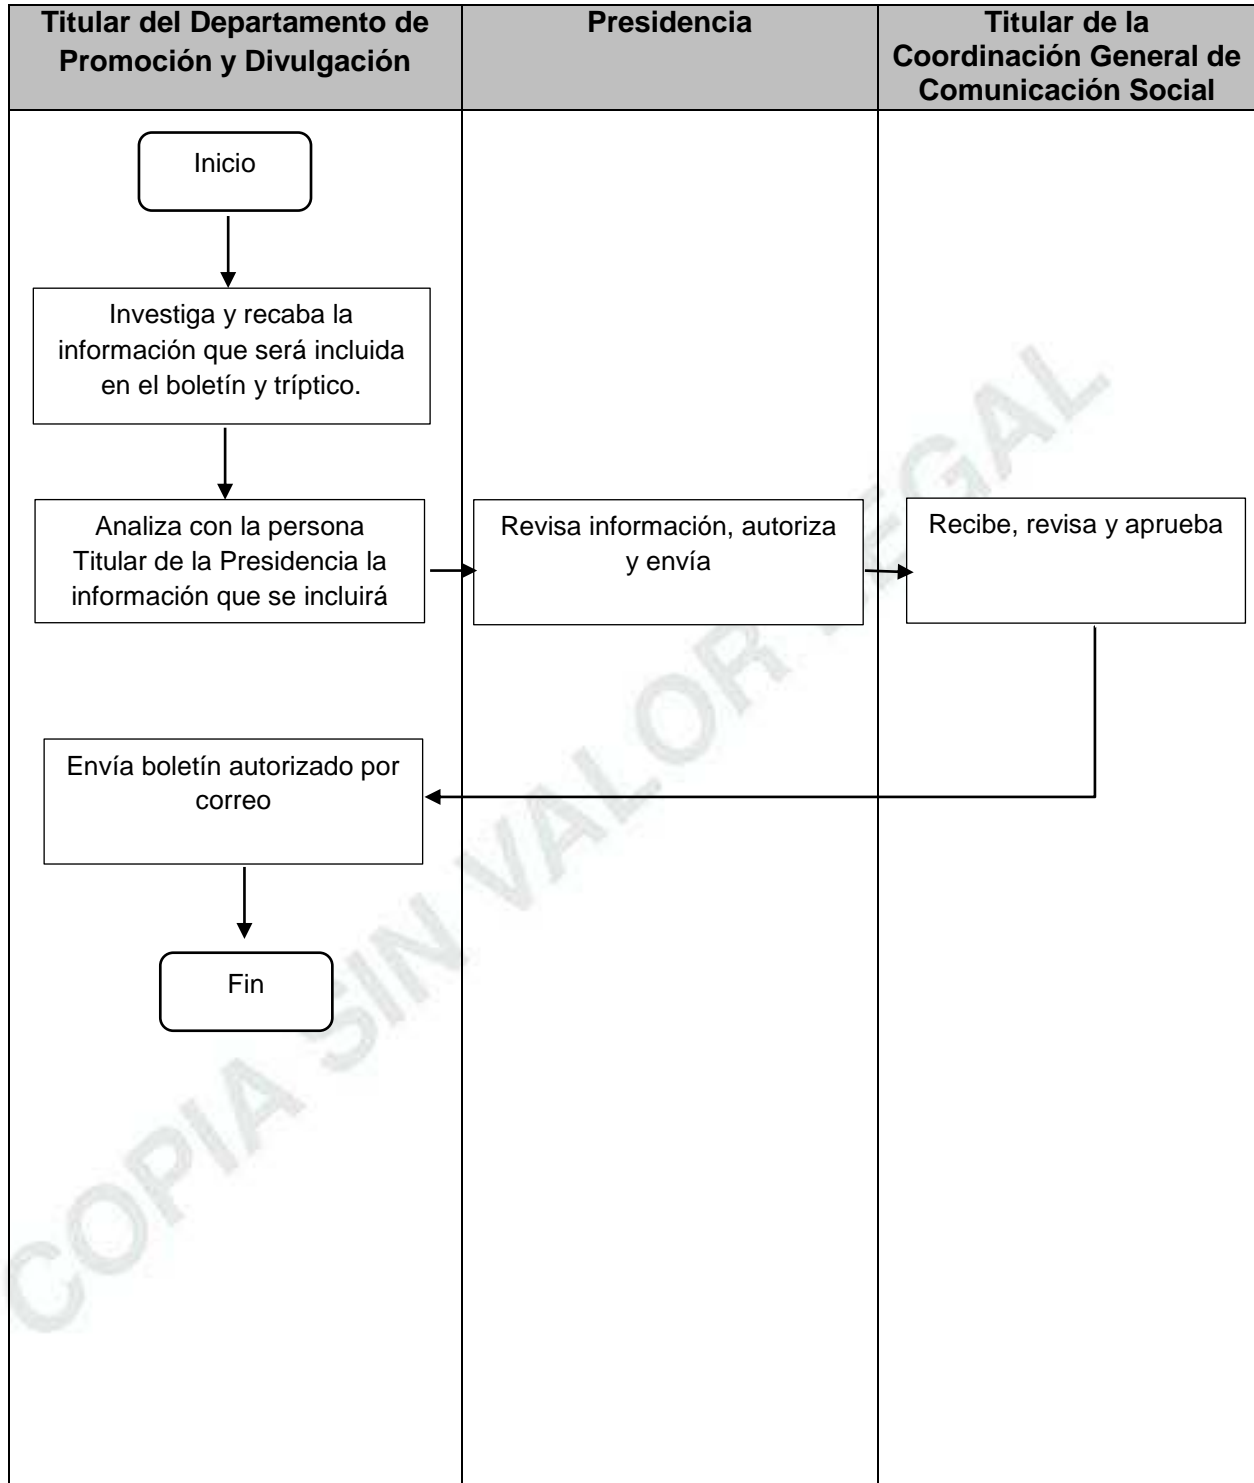 Titular del Departamento de
Promoción y Divulgación
Presidencia
Titular de la
Coordinación General de
Comunicación Social
Inicio
Investiga y recaba la
información que será incluida
en el boletín y tríptico.
Analiza con la persona
Titular de la Presidencia la
información que se incluirá
Revisa información, autoriza
y envía
Recibe, revisa y aprueba
Envía boletín autorizado por
correo
Fin
COPIA SIN VALOR LEGAL